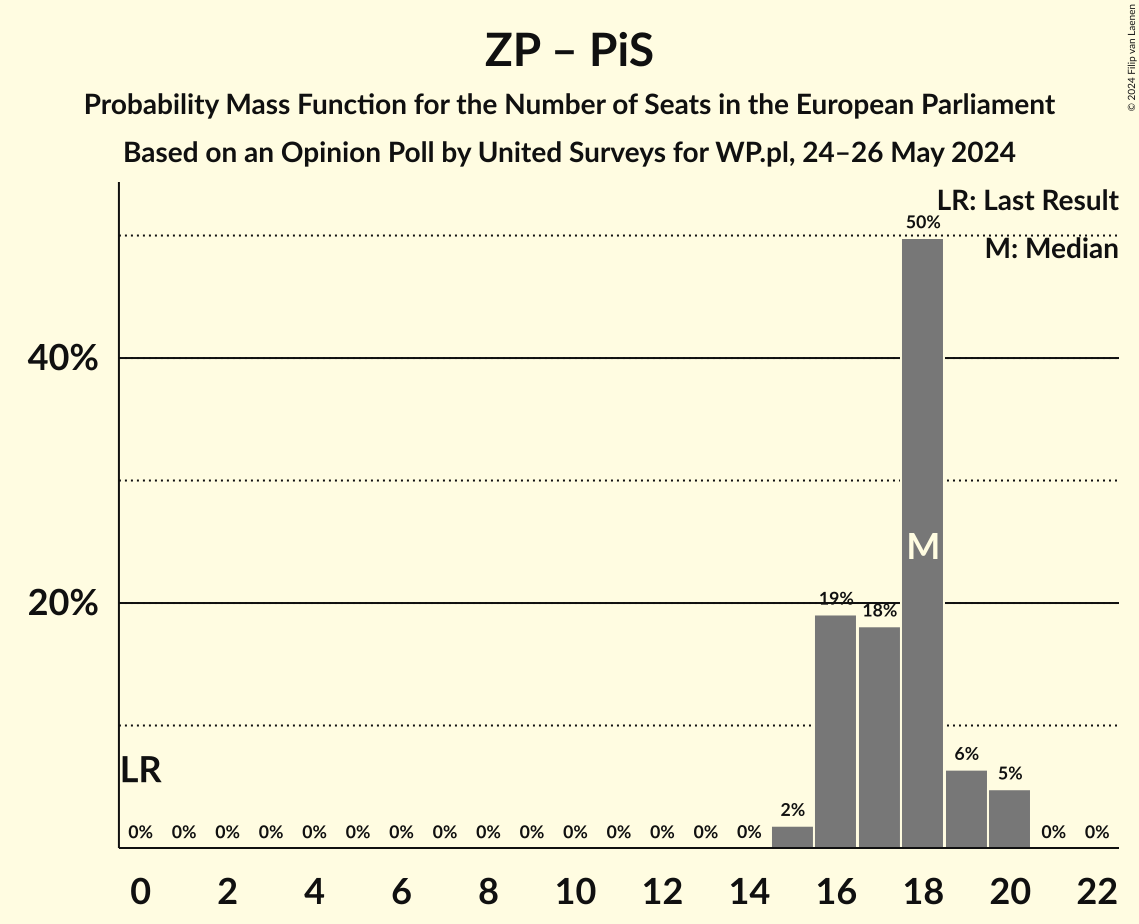 ZP – PiS
Probability Mass Function for the Number of Seats in the European Parliament
Based on an Opinion Poll by United Surveys for WP.pl, 24–26 May 2024
© 2024 Filip van Laenen
LR: Last Result
M: Median
50%
40%
M
20%
19%
18%
LR
6%
5%
2%
0% 0% 0% 0% 0% 0% 0% 0% 0% 0% 0% 0% 0% 0% 0% 0% 0%
0 2 4 6 8 10 12 14 16 18 20 22